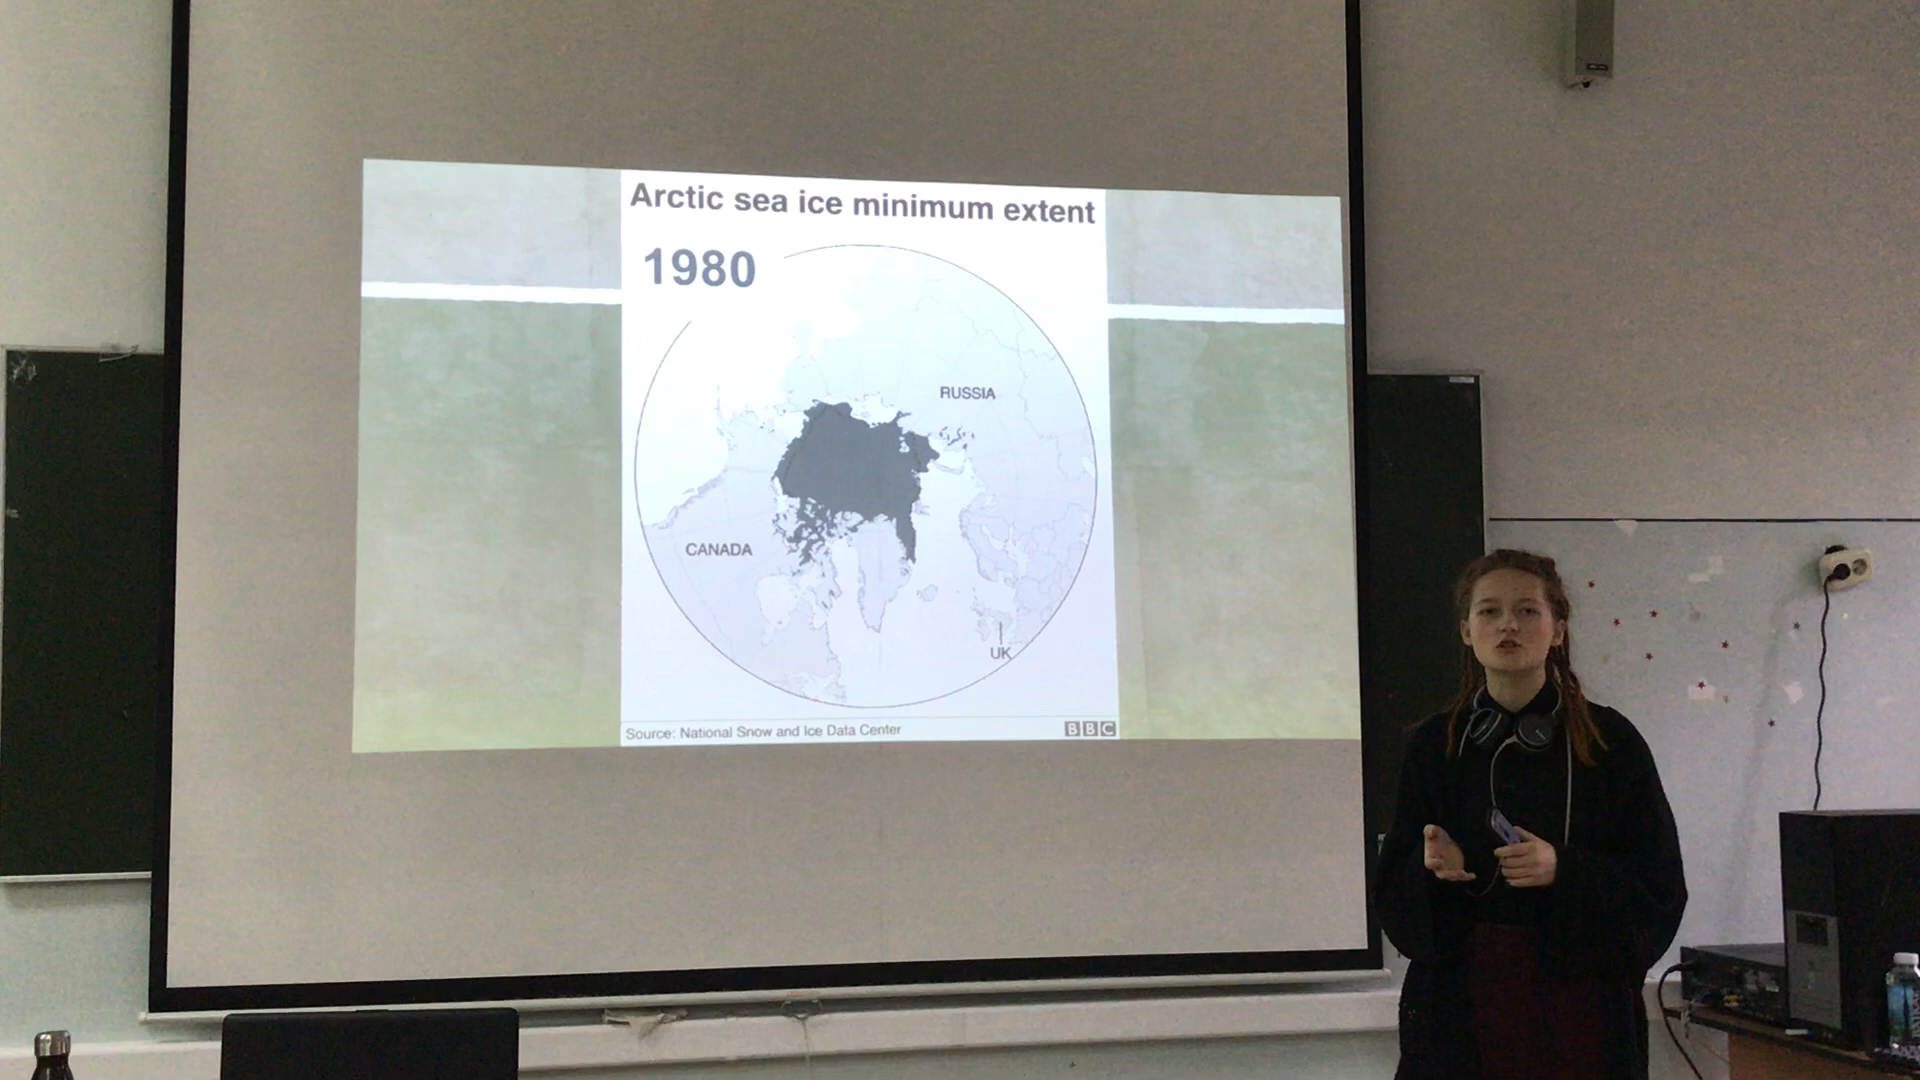 Arctic sea ice minimum extent
1980
RUSSIA
CANADA
UK
Source: National Snow and Ice Data Center
BBC